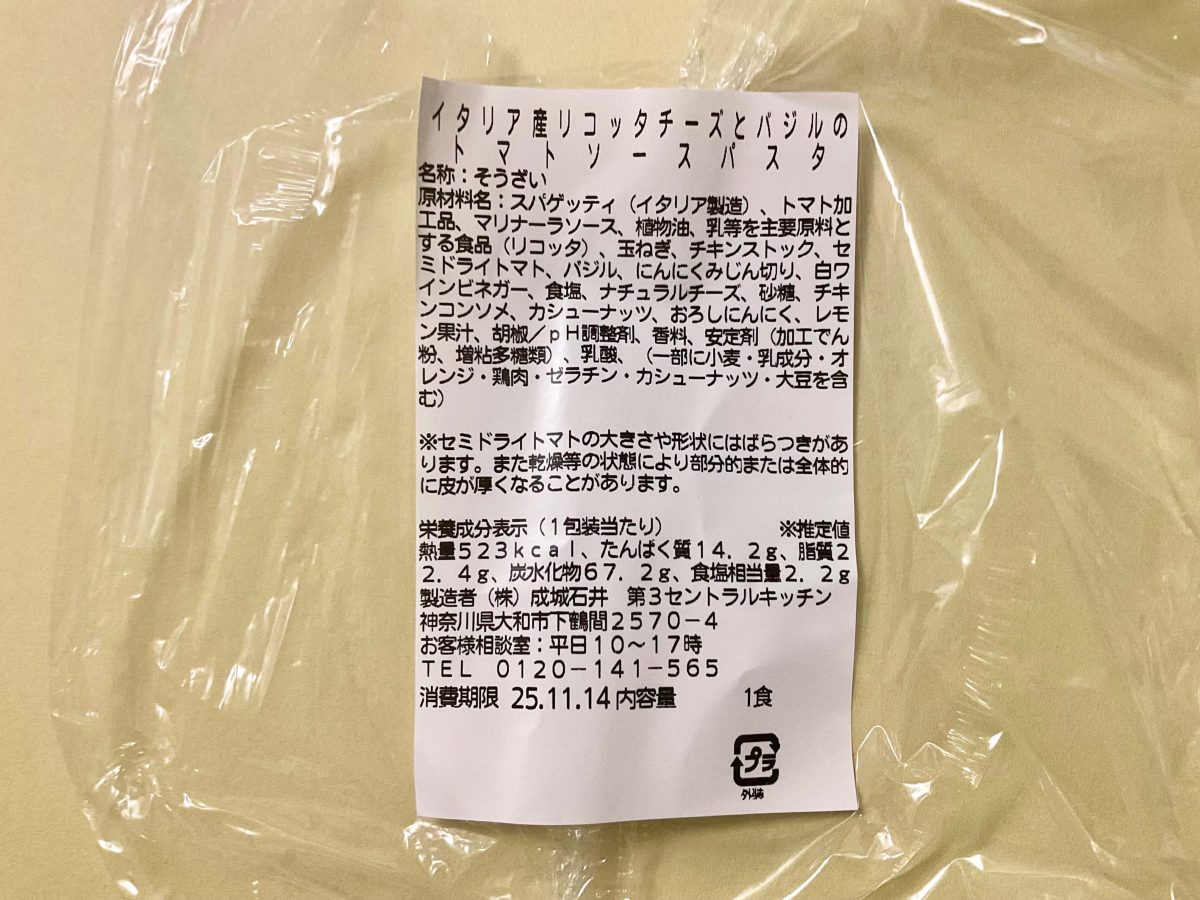 イタリア産リコッタチーズとバジルの
トマトソースパスタ
名称：そうざい
原材料名：スパゲッティ（イタリア製造）、トマト加
工品、マリナーラソース、植物油、乳等を主要原料と
する食品（リコッタ）、玉ねぎ、チキンストック、セ
ミドライトマト、バジル、にんにくみじん切り、白ワ
インビネガー、食塩、ナチュラルチーズ、砂糖、チキ
ンコンソメ、カシューナッツ、おろしにんにく、レモ
ン果汁、胡椒／ｐＨ調整剤、香料、安定剤（加工でん
粉、増粘多糖類）、乳酸、（一部に小麦・乳成分・オ
レンジ・鶏肉・ゼラチン・カシューナッツ・大豆を含
む）
※セミドライトマトの大きさや形状にはばらつきがあ
ります。また乾燥等の状態により部分的または全体的
に皮が厚くなることがあります。
栄養成分表示（１包装当たり）　※推定値
熱量５２３ｋｃａｌ、たんぱく質１４．２ｇ、脂質２
２．４ｇ、炭水化物６７．２ｇ、食塩相当量２．２ｇ
製造者（株）成城石井　第３セントラルキッチン
神奈川県大和市下鶴間２５７０－４
お客様相談室：平日１０～１７時
ＴＥＬ　０１２０－１４１－５６５
消費期限 25.11.14 内容量　1食
プラ
外装